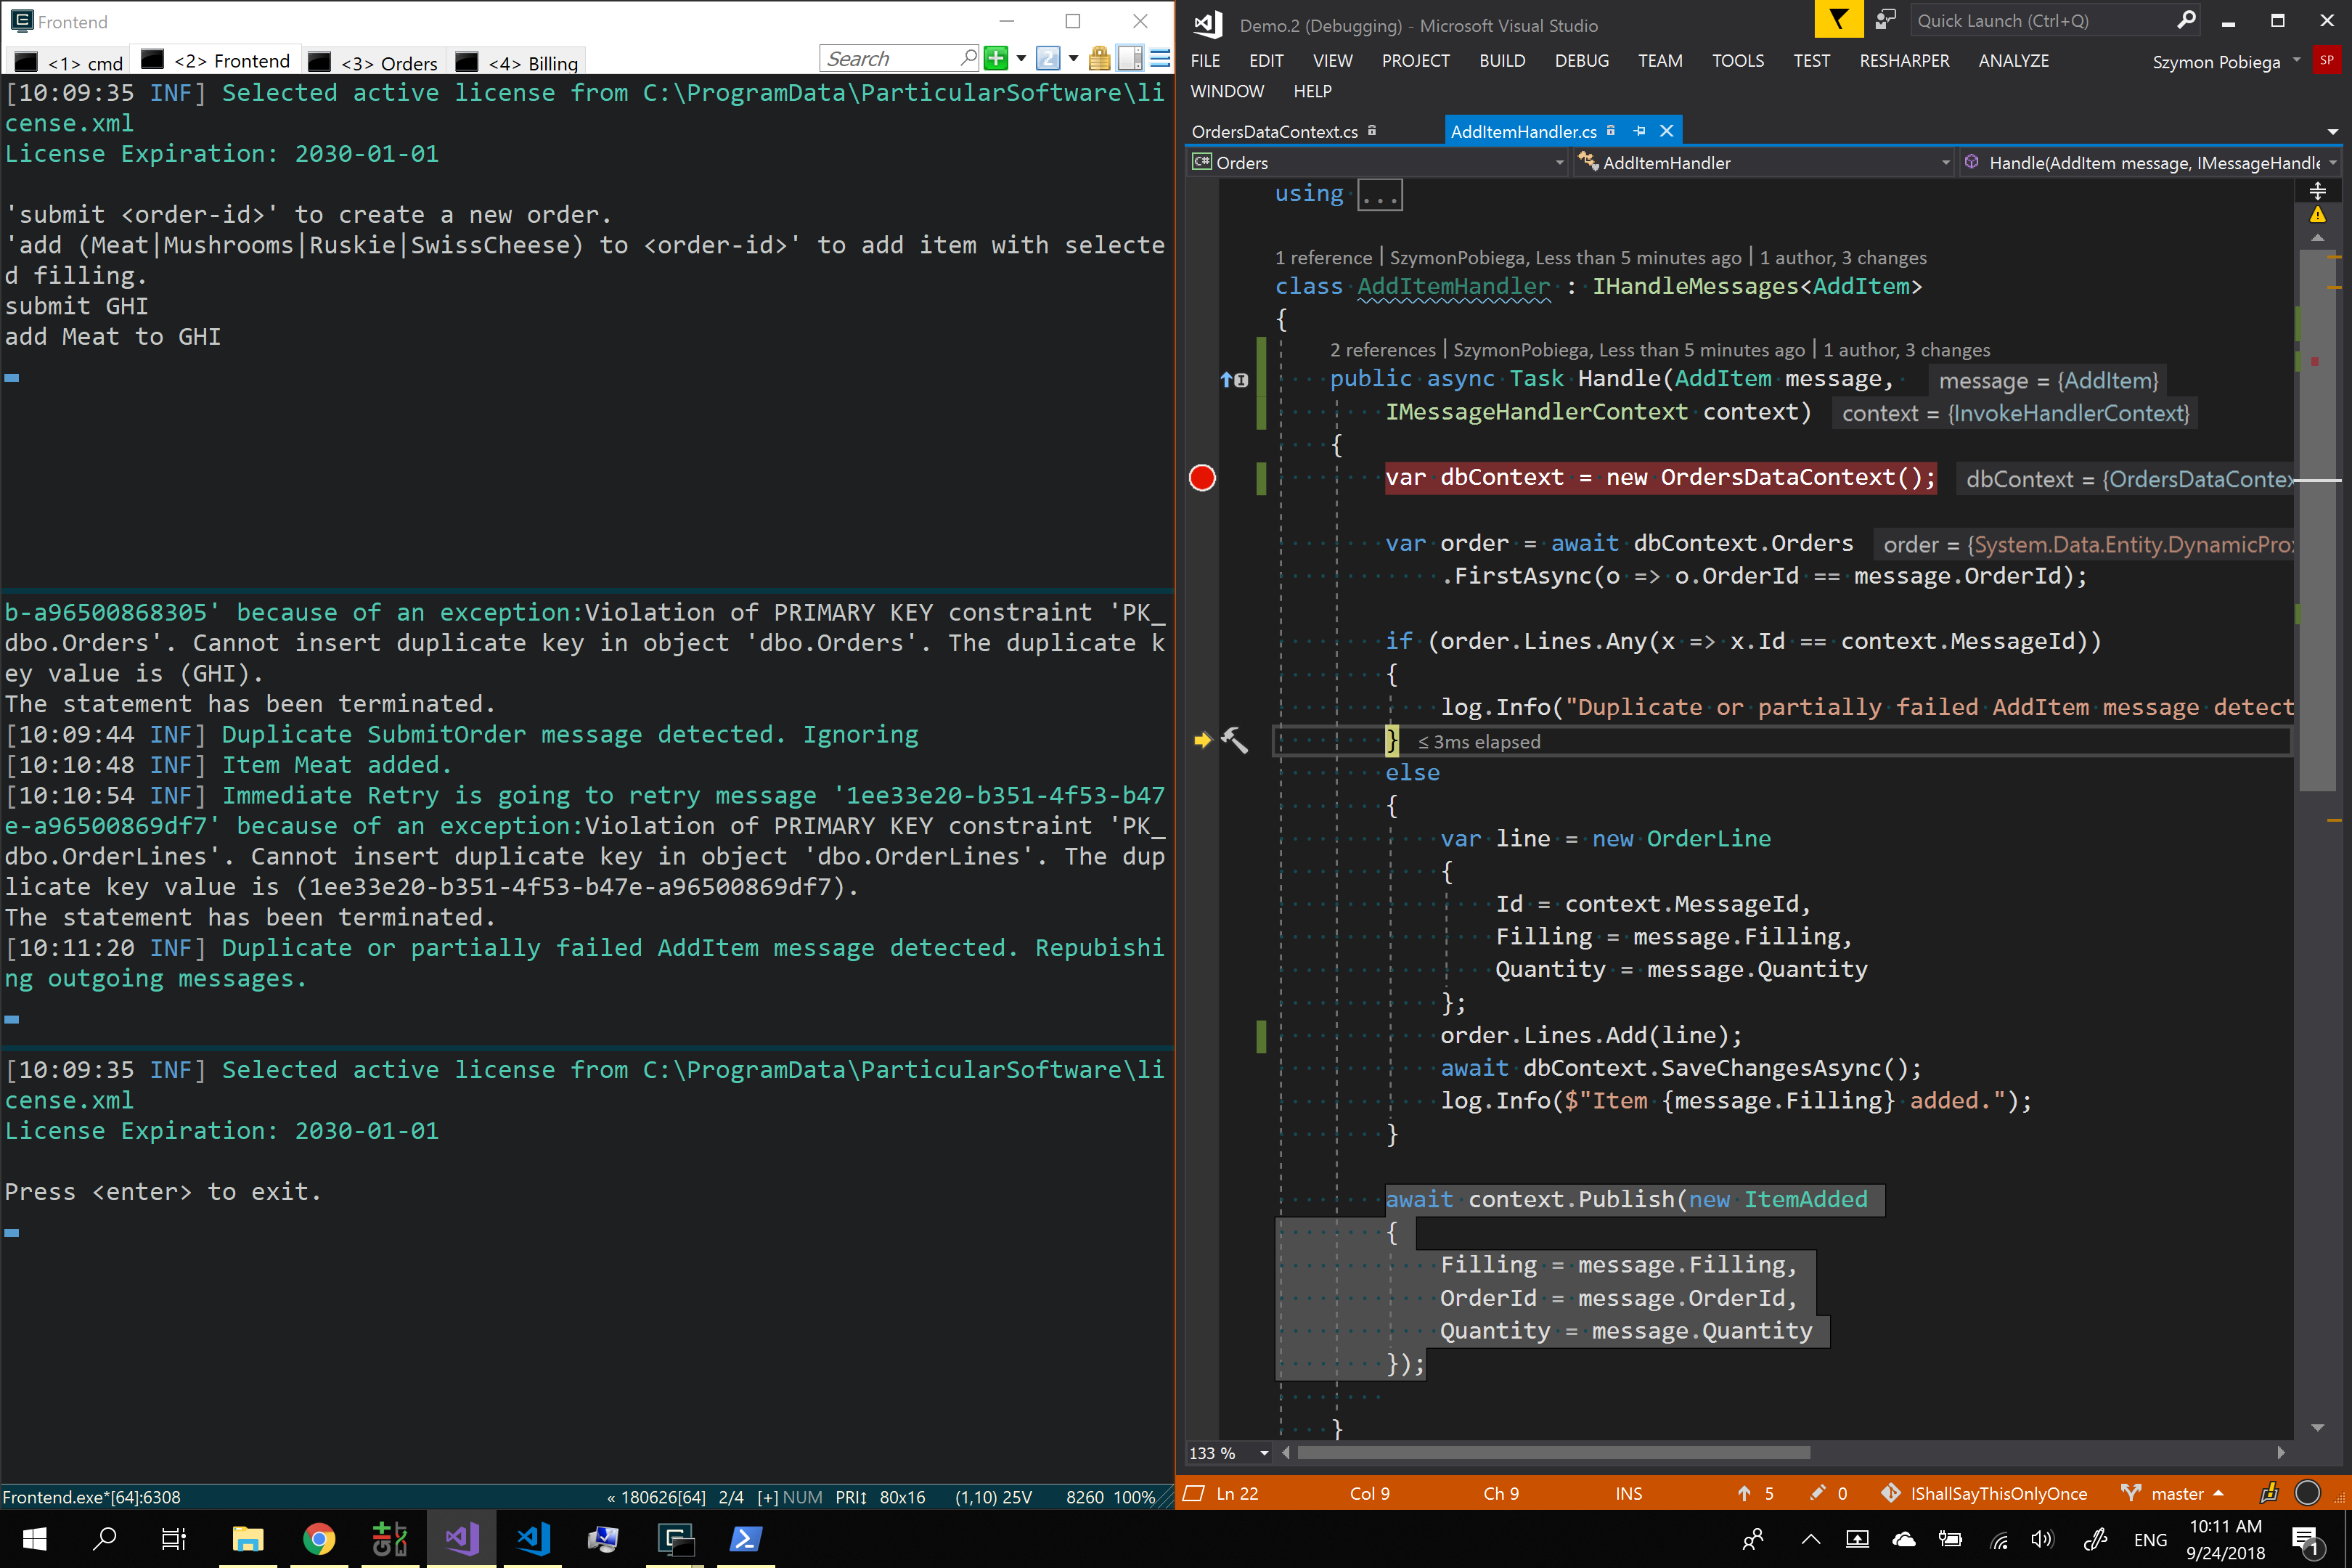 Frontend
<1> cmd
<2> Frontend
<3> Orders
<4> Billing
Search
[10:09:35 INF] Selected active license from C:\ProgramData\ParticularSoftware\li
cense.xml
License Expiration: 2030-01-01
'submit <order-id>' to create a new order.
'add (Meat|Mushrooms|Ruskie|SwissCheese) to <order-id>' to add item with selecte
d filling.
submit GHI
add Meat to GHI
b-a96500868305' because of an exception:Violation of PRIMARY KEY constraint 'PK_
dbo.Orders'. Cannot insert duplicate key in object 'dbo.Orders'. The duplicate k
ey value is (GHI).
The statement has been terminated.
[10:09:44 INF] Duplicate SubmitOrder message detected. Ignoring
[10:10:48 INF] Item Meat added.
[10:10:54 INF] Immediate Retry is going to retry message '1ee33e20-b351-4f53-b47
e-a96500869df7' because of an exception:Violation of PRIMARY KEY constraint 'PK_
dbo.OrderLines'. Cannot insert duplicate key in object 'dbo.OrderLines'. The dup
licate key value is (1ee33e20-b351-4f53-b47e-a96500869df7).
The statement has been terminated.
[10:11:20 INF] Duplicate or partially failed AddItem message detected. Repubishi
ng outgoing messages.
[10:09:35 INF] Selected active license from C:\ProgramData\ParticularSoftware\li
cense.xml
License Expiration: 2030-01-01
Press <enter> to exit.
Frontend.exe*[64]:6308
« 180626[64] 2/4 [+] NUM PRI↕ 80x16 (1,10) 25V 8260 100%
Demo.2 (Debugging) - Microsoft Visual Studio
Quick Launch (Ctrl+Q)
FILE EDIT VIEW PROJECT BUILD DEBUG TEAM TOOLS TEST RESHARPER ANALYZE
Szymon Pobiega SP
WINDOW HELP
OrdersDataContext.cs
AddItemHandler.cs
C# Orders
AddItemHandler
Handle(AddItem message, IMessageHandle
using ...
1 reference | SzymonPobiega, Less than 5 minutes ago | 1 author, 3 changes
class AddItemHandler : IHandleMessages<AddItem>
{
2 references | SzymonPobiega, Less than 5 minutes ago | 1 author, 3 changes
public async Task Handle(AddItem message, message = {AddItem}
IMessageHandlerContext context) context = {InvokeHandlerContext}
{
var dbContext = new OrdersDataContext(); dbContext = {OrdersDataContex
var order = await dbContext.Orders order = {System.Data.Entity.DynamicPro
.FirstAsync(o => o.OrderId == message.OrderId);
if (order.Lines.Any(x => x.Id == context.MessageId))
{
log.Info("Duplicate or partially failed AddItem message detect
} ≤ 3ms elapsed
else
{
var line = new OrderLine
{
Id = context.MessageId,
Filling = message.Filling,
Quantity = message.Quantity
};
order.Lines.Add(line);
await dbContext.SaveChangesAsync();
log.Info($"Item {message.Filling} added.");
}
await context.Publish(new ItemAdded
{
Filling = message.Filling,
OrderId = message.OrderId,
Quantity = message.Quantity
});
}
133 %
Ln 22 Col 9 Ch 9 INS 5 0 IShallSayThisOnlyOnce master
ENG
10:11 AM
9/24/2018
1